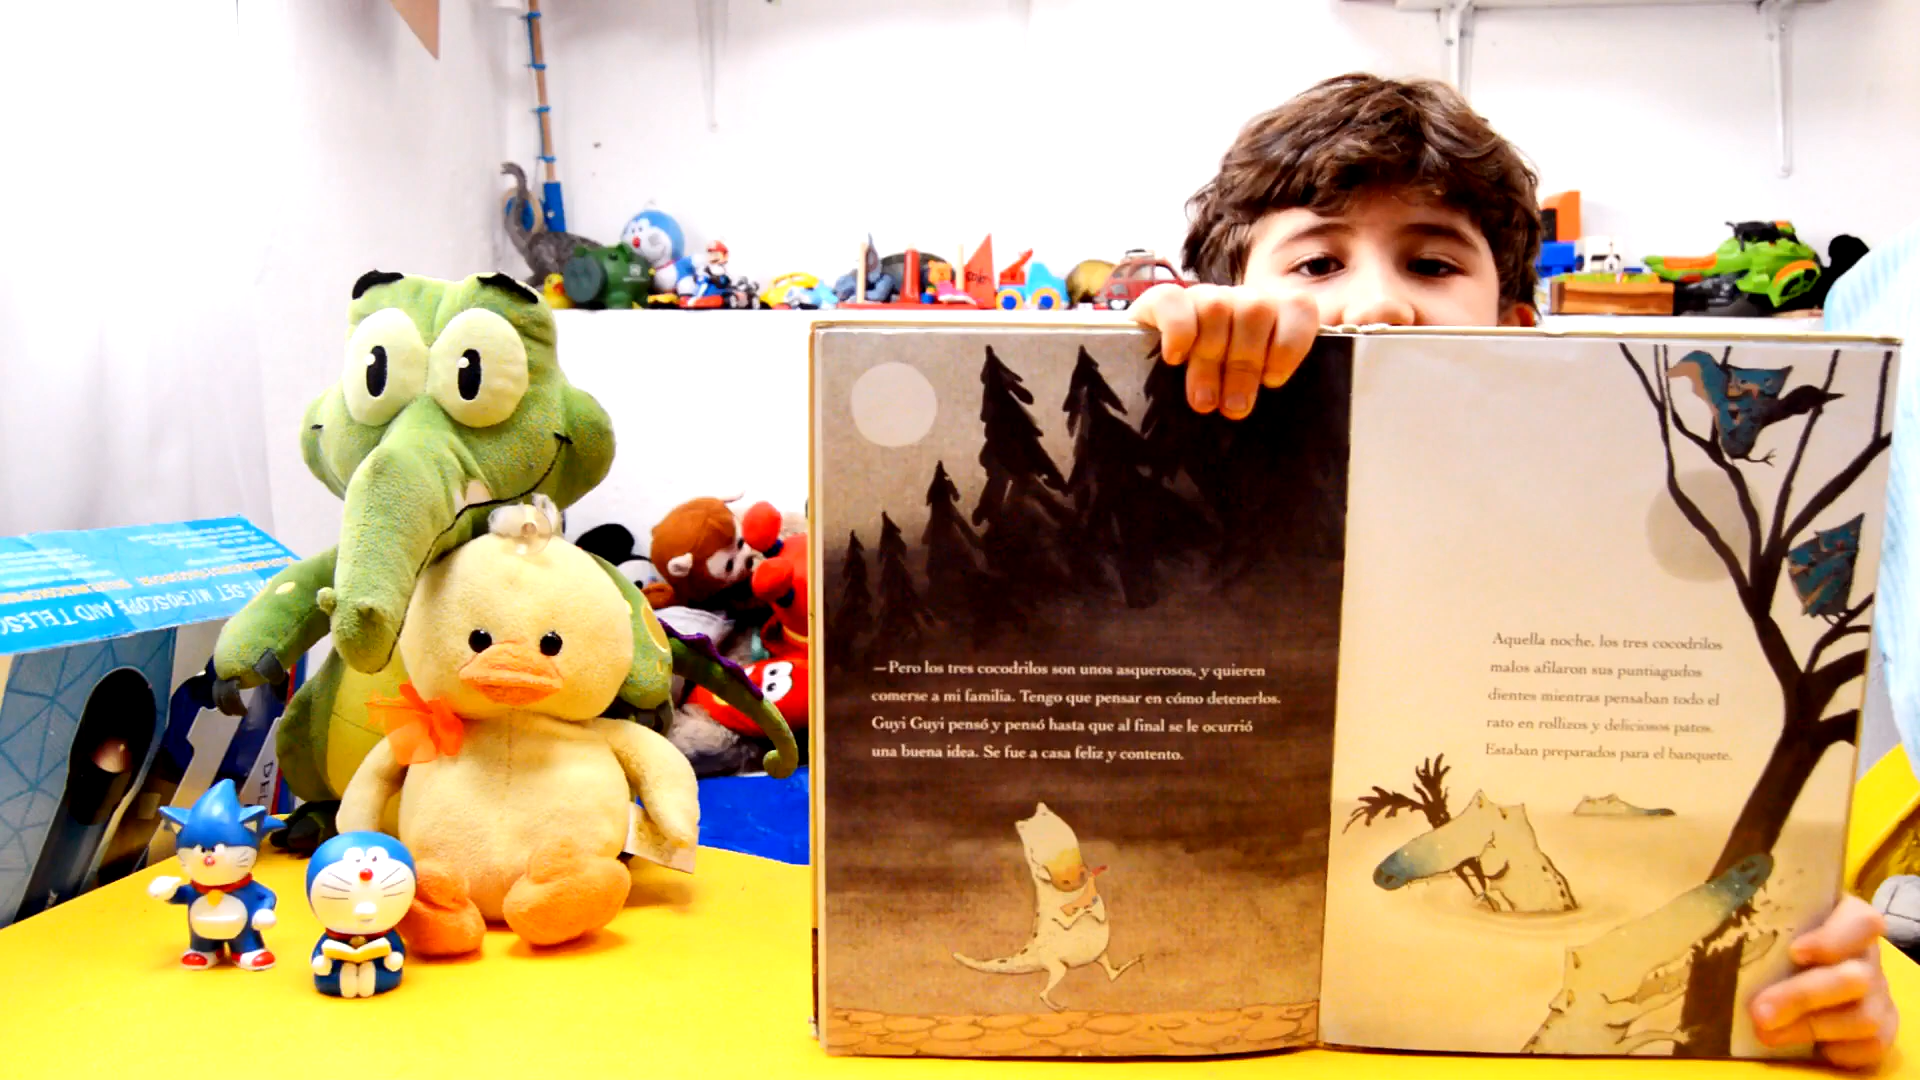 —Pero los tres cocodrilos son unos asquerosos, y quieren
comerse a mi familia. Tengo que pensar en cómo detenerlos.
Guyi Guyi pensó y pensó hasta que al final se le ocurrió
una buena idea. Se fue a casa feliz y contento.
Aquella noche, los tres cocodrilos
malos afilaron sus puntiagudos
dientes mientras pensaban todo el
rato en rollizos y deliciosos patos.
Estaban preparados para el banquete.
SET MICROSCOPE AND